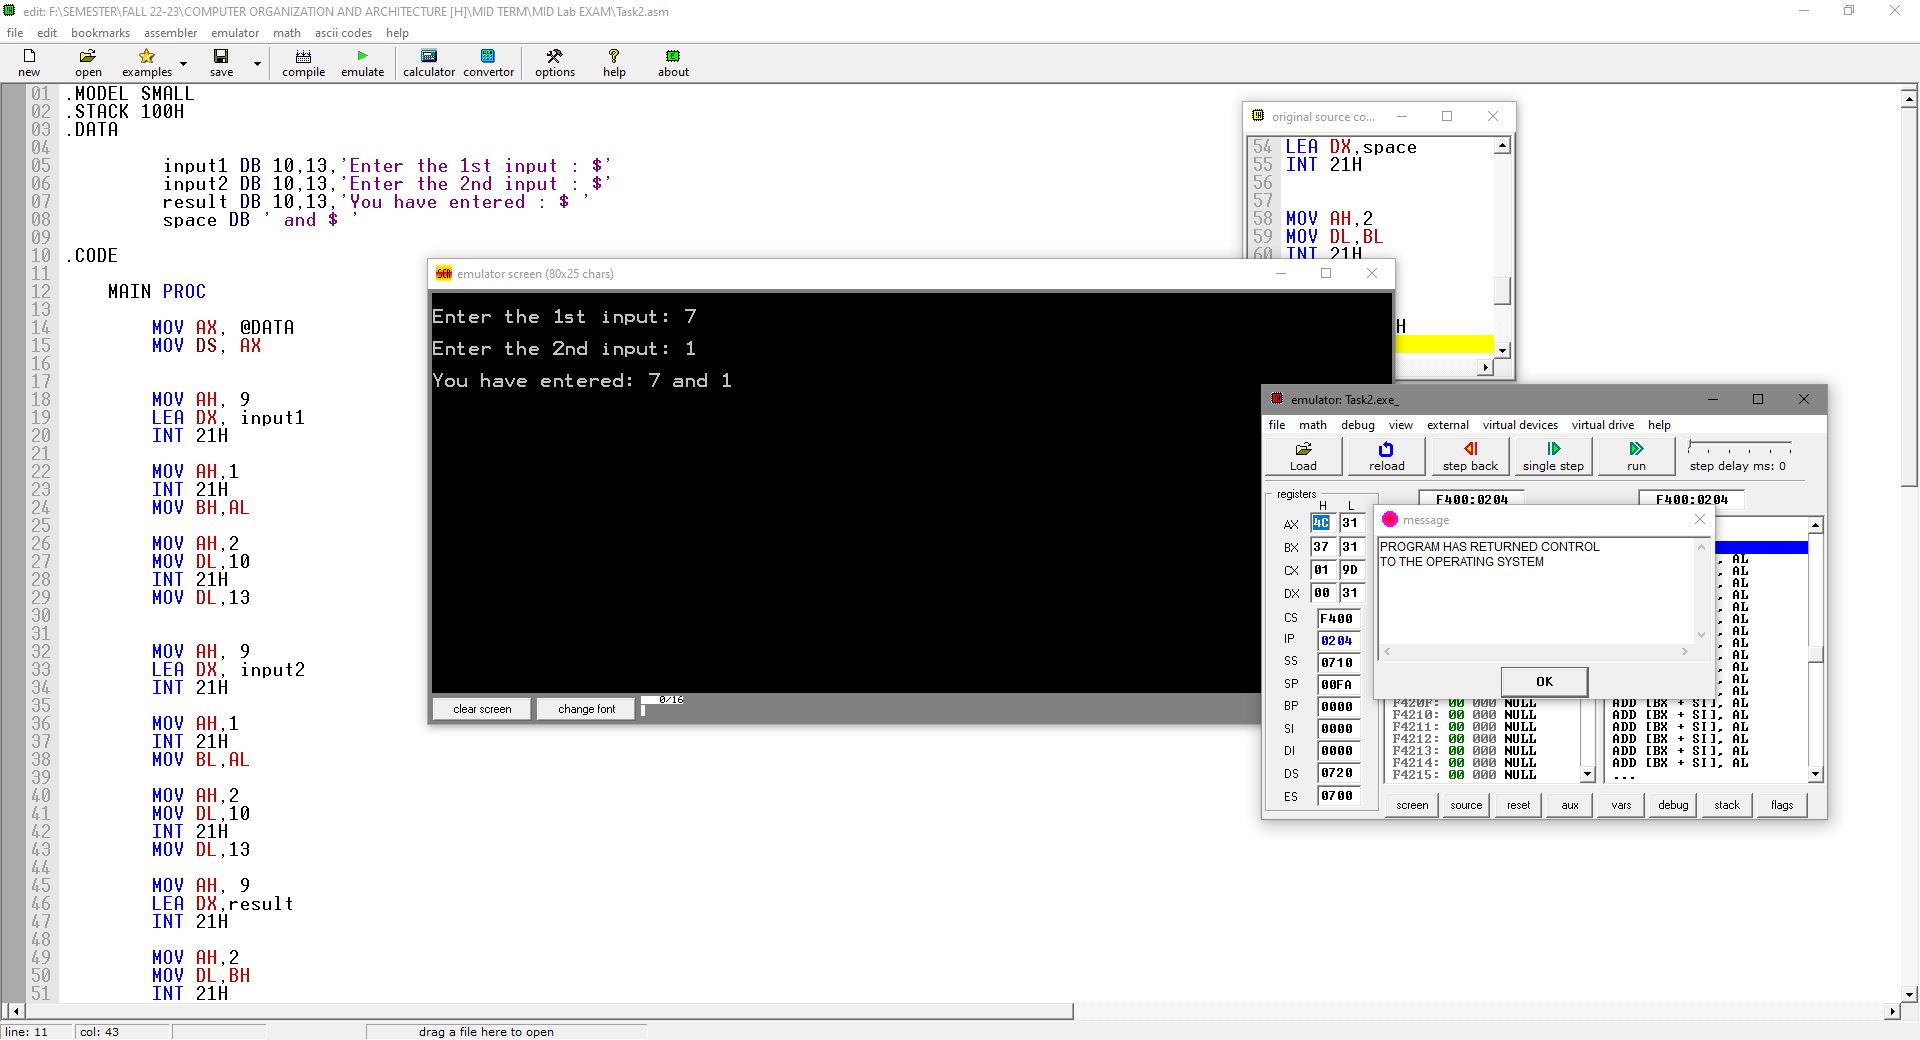 edit: F:\SEMESTER\FALL 22-23\COMPUTER ORGANIZATION AND ARCHITECTURE [H]\MID TERM\MID Lab EXAM\Task2.asm
file edit bookmarks assembler emulator math ascii codes help
new open examples save compile emulate calculator convertor options help about
01 .MODEL SMALL
02 .STACK 100H
03 .DATA
04
05 input1 DB 10,13,'Enter the 1st input : $'
06 input2 DB 10,13,'Enter the 2nd input : $'
07 result DB 10,13,'You have entered : $ '
08 space DB ' and $ '
09
10 .CODE
11
12 MAIN PROC
13
14 MOV AX, @DATA
15 MOV DS, AX
16
17
18 MOV AH, 9
19 LEA DX, input1
20 INT 21H
21
22 MOV AH,1
23 INT 21H
24 MOV BH,AL
25
26 MOV AH,2
27 MOV DL,10
28 INT 21H
29 MOV DL,13
30
31
32 MOV AH, 9
33 LEA DX, input2
34 INT 21H
35
36 MOV AH,1
37 INT 21H
38 MOV BL,AL
39
40 MOV AH,2
41 MOV DL,10
42 INT 21H
43 MOV DL,13
44
45 MOV AH, 9
46 LEA DX,result
47 INT 21H
48
49 MOV AH,2
50 MOV DL,BH
51 INT 21H
line: 11 col: 43 drag a file here to open
original source co...
54 LEA DX,space
55 INT 21H
56
57
58 MOV AH,2
59 MOV DL,BL
60 INT 21H
H
emulator screen (80x25 chars)
Enter the 1st input: 7
Enter the 2nd input: 1
You have entered: 7 and 1
clear screen change font 0/16
emulator: Task2.exe_
file math debug view external virtual devices virtual drive help
Load reload step back single step run step delay ms: 0
registers F400:0204 F400:0204
H L
AX 4C 31
BX 37 31
CX 01 9D
DX 00 31
CS F400
IP 0204
SS 0710
SP 00FA
BP 0000
SI 0000
DI 0000
DS 0720
ES 0700
message
PROGRAM HAS RETURNED CONTROL
TO THE OPERATING SYSTEM
OK
, AL
, AL
, AL
, AL
, AL
, AL
, AL
, AL
, AL
, AL
, AL
, AL
F420F: 00 000 NULL ADD [BX + SI], AL
F4210: 00 000 NULL ADD [BX + SI], AL
F4211: 00 000 NULL ADD [BX + SI], AL
F4212: 00 000 NULL ADD [BX + SI], AL
F4213: 00 000 NULL ADD [BX + SI], AL
F4214: 00 000 NULL ADD [BX + SI], AL
F4215: 00 000 NULL ...
screen source reset aux vars debug stack flags